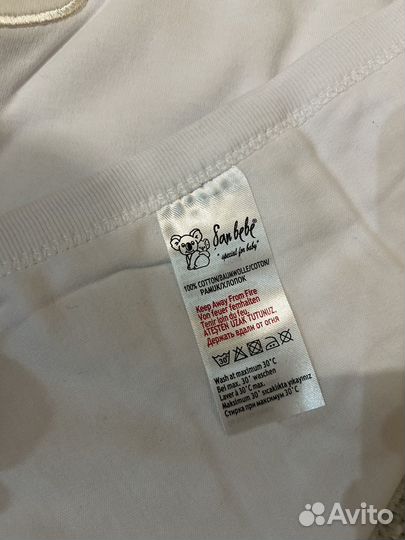 San bebe®
"special for baby"
100% COTTON/BAUMWOLLE/COTON/
PAMUK/ХЛОПОК
Keep Away From Fire
Von feuer fernhalten
Tenir loin du feu.
ATEŞTEN UZAK TUTUNUZ.
Держать вдали от огня
30°
Wash at maximum 30°C
Bei max. 30° waschen
Laver à 30°C max.
Maksimum 30° sıcaklıkta yıkayınız
Стирка при максимум 30°C
Avito